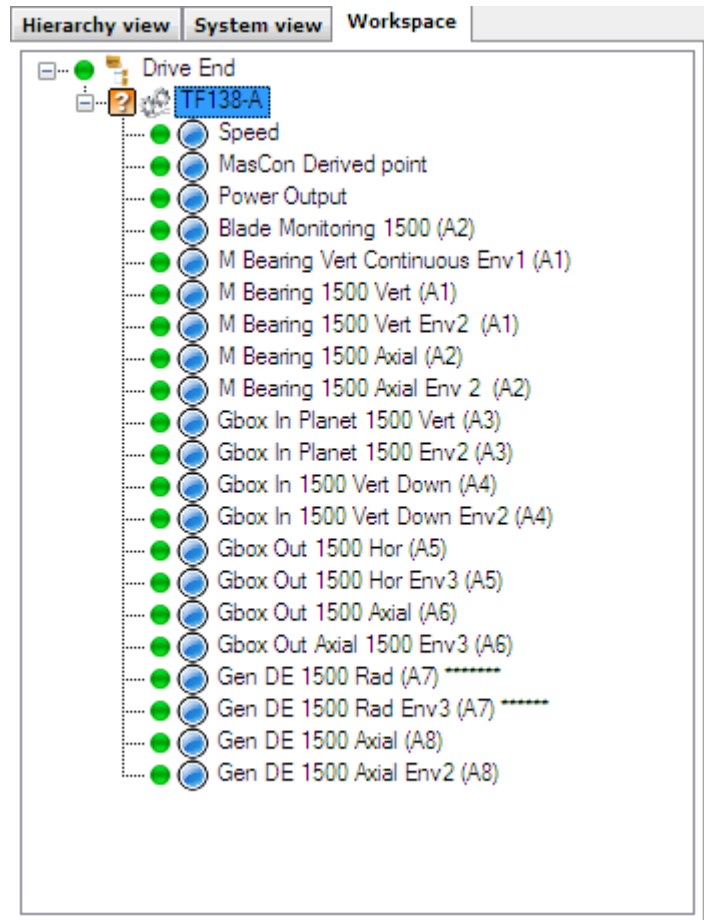 Hierarchy view System view Workspace
Drive End
? TF138-A
Speed
MasCon Derived point
Power Output
Blade Monitoring 1500 (A2)
M Bearing Vert Continuous Env1 (A1)
M Bearing 1500 Vert (A1)
M Bearing 1500 Vert Env2 (A1)
M Bearing 1500 Axial (A2)
M Bearing 1500 Axial Env 2 (A2)
Gbox In Planet 1500 Vert (A3)
Gbox In Planet 1500 Env2 (A3)
Gbox In 1500 Vert Down (A4)
Gbox In 1500 Vert Down Env2 (A4)
Gbox Out 1500 Hor (A5)
Gbox Out 1500 Hor Env3 (A5)
Gbox Out 1500 Axial (A6)
Gbox Out Axial 1500 Env3 (A6)
Gen DE 1500 Rad (A7) *******
Gen DE 1500 Rad Env3 (A7) ******
Gen DE 1500 Axial (A8)
Gen DE 1500 Axial Env2 (A8)